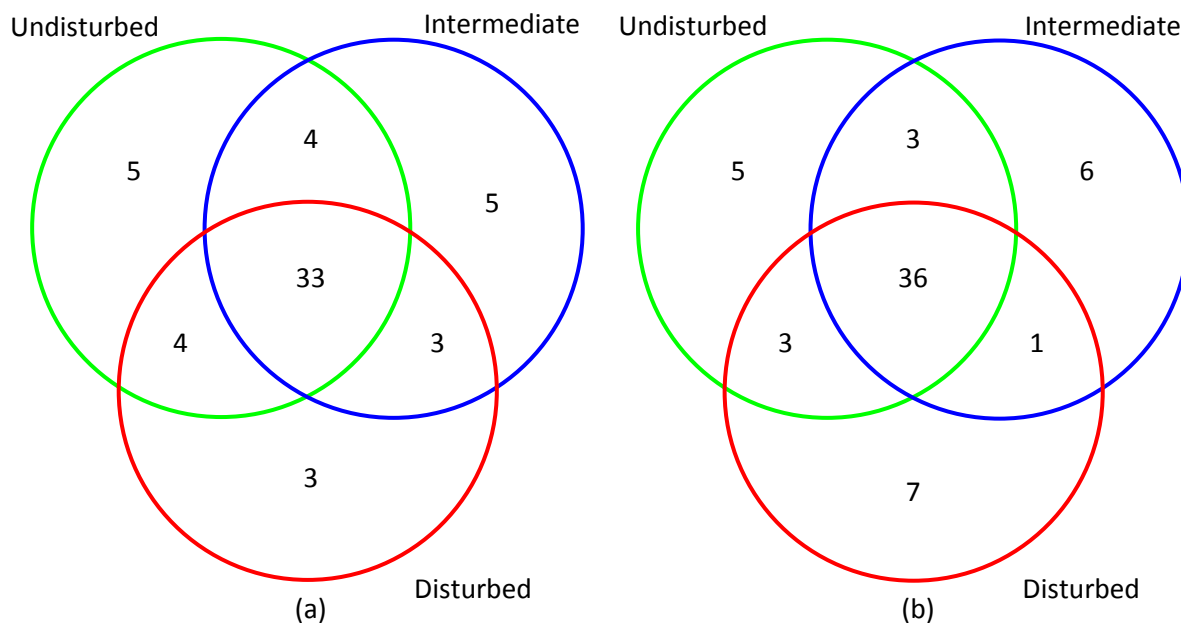 Undisturbed Intermediate
4
5
5
33
4 3
3
Disturbed
(a)
Undisturbed Intermediate
3
5 6
36
3 1
7
Disturbed
(b)